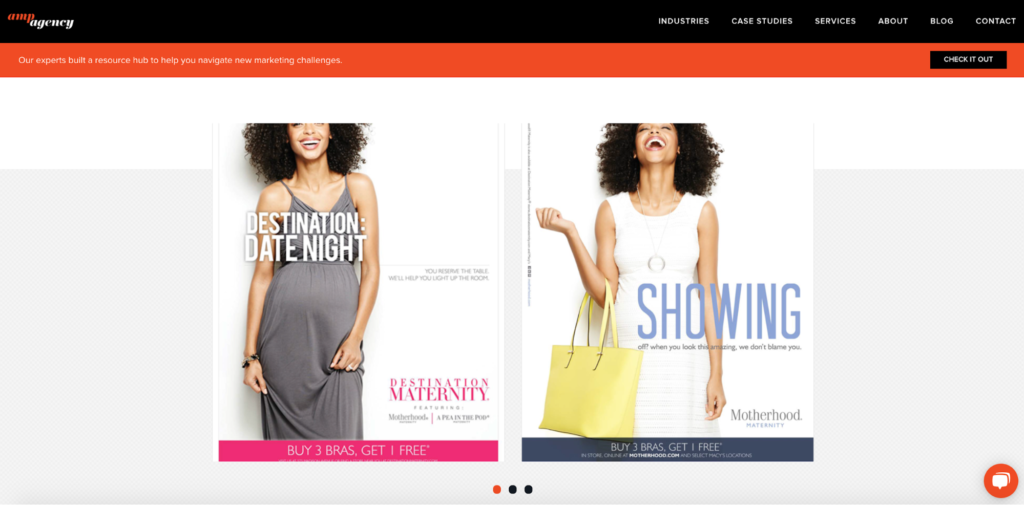 amp
agency
INDUSTRIES CASE STUDIES SERVICES ABOUT BLOG CONTACT
Our experts built a resource hub to help you navigate new marketing challenges.
CHECK IT OUT
DESTINATION:
DATE NIGHT
YOU RESERVE THE TABLE.
WE'LL HELP YOU LIGHT UP THE ROOM.
DESTINATION
MATERNITY
FEATURING:
Motherhood® | A PEA IN THE POD®
MATERNITY MATERNITY
BUY 3 BRAS, GET 1 FREE*
SHOWING
off? when you look this amazing, we don't blame you.
Motherhood
MATERNITY
BUY 3 BRAS, GET 1 FREE*
IN STORE, ONLINE AT MOTHERHOOD.COM AND SELECT MACY'S LOCATIONS